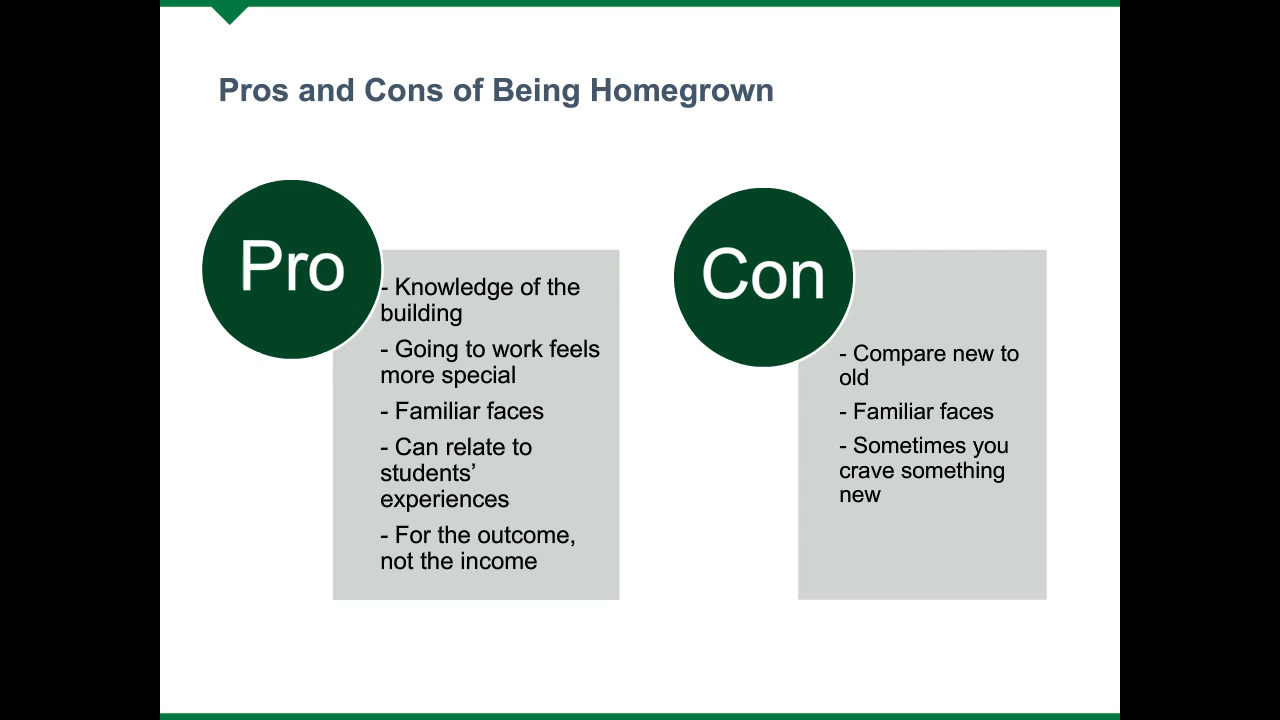 Pros and Cons of Being Homegrown
Pro
- Knowledge of the
building
- Going to work feels
more special
- Familiar faces
- Can relate to
students’
experiences
- For the outcome,
not the income
Con
- Compare new to
old
- Familiar faces
- Sometimes you
crave something
new